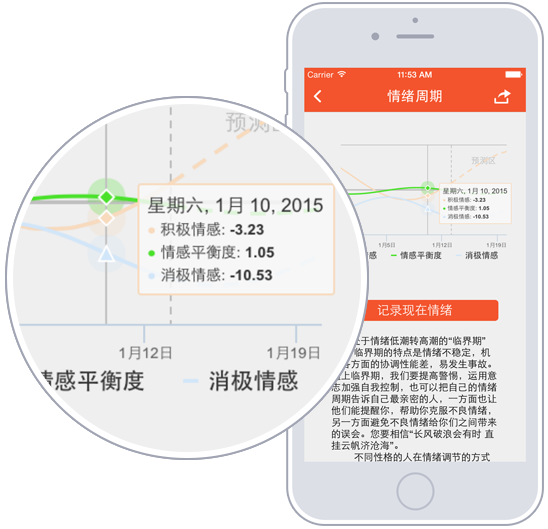 Carrier 11:53 AM
情绪周期
预测区
星期六, 1月 10, 2015
积极情感: -3.23
情感平衡度: 1.05
消极情感: -10.53
1月12日 1月19日
情感平衡度 消极情感
预测区
星期六, 1月 10, 2015
积极情感: -3.23
情感平衡度: 1.05
消极情感: -10.53
1月5日 1月12日 1月19日
感 情感平衡度 消极情感
记录现在情绪
处于情绪低潮转高潮的“临界期”
临界期的特点是情绪不稳定，机
各方面的协调性能差，易发生事故。
上临界期，我们要提高警惕，运用意
志加强自我控制，也可以把自己的情绪
周期告诉自己最亲密的人，一方面也让
他们能提醒你，帮助你克服不良情绪，
另一方面避免不良情绪给你们之间带来
的误会。您要相信“长风破浪会有时 直
挂云帆济沧海”。
不同性格的人在情绪调节的方式